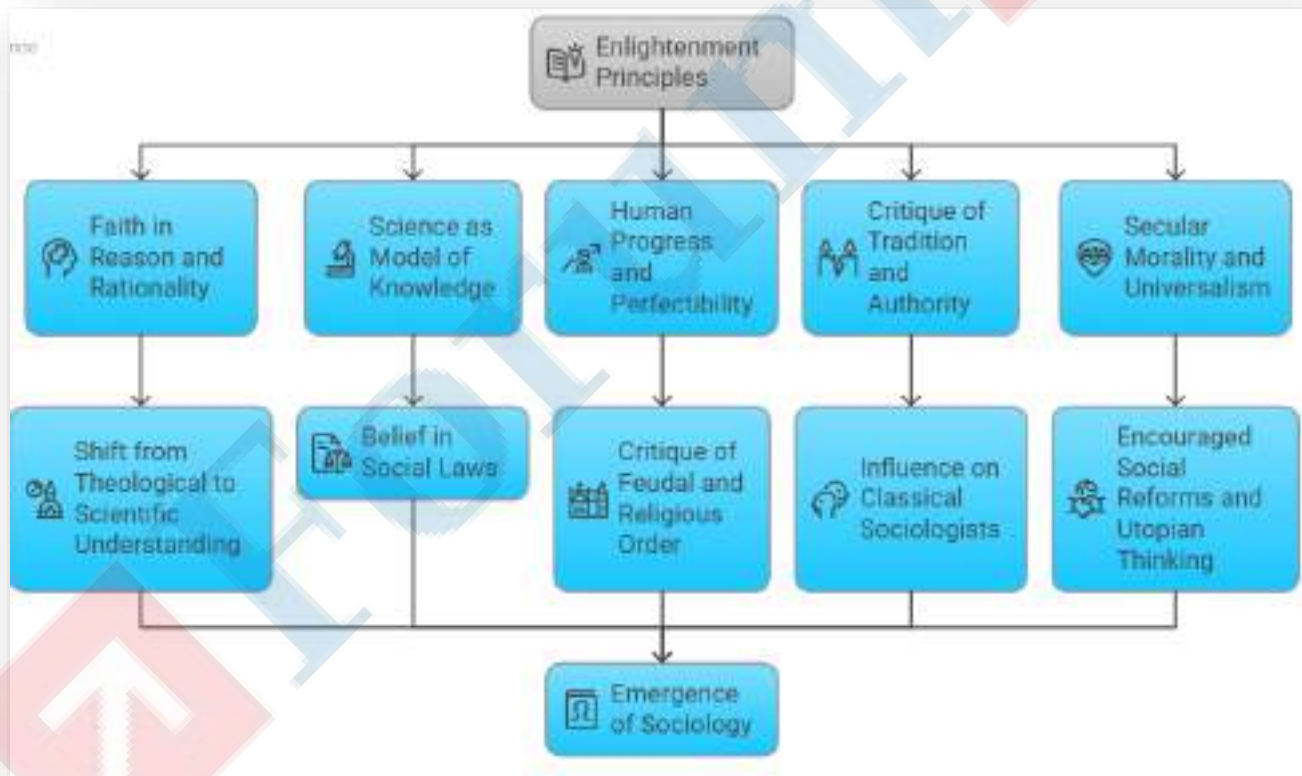 Enlightenment
Principles
Faith in
Reason and
Rationality
Science as
Model of
Knowledge
Human
Progress
and
Perfectibility
Critique of
Tradition
and
Authority
Secular
Morality and
Universalism
Shift from
Theological to
Scientific
Understanding
Belief in
Social Laws
Critique of
Feudal and
Religious
Order
Influence on
Classical
Sociologists
Encouraged
Social
Reforms and
Utopian
Thinking
Emergence
of Sociology